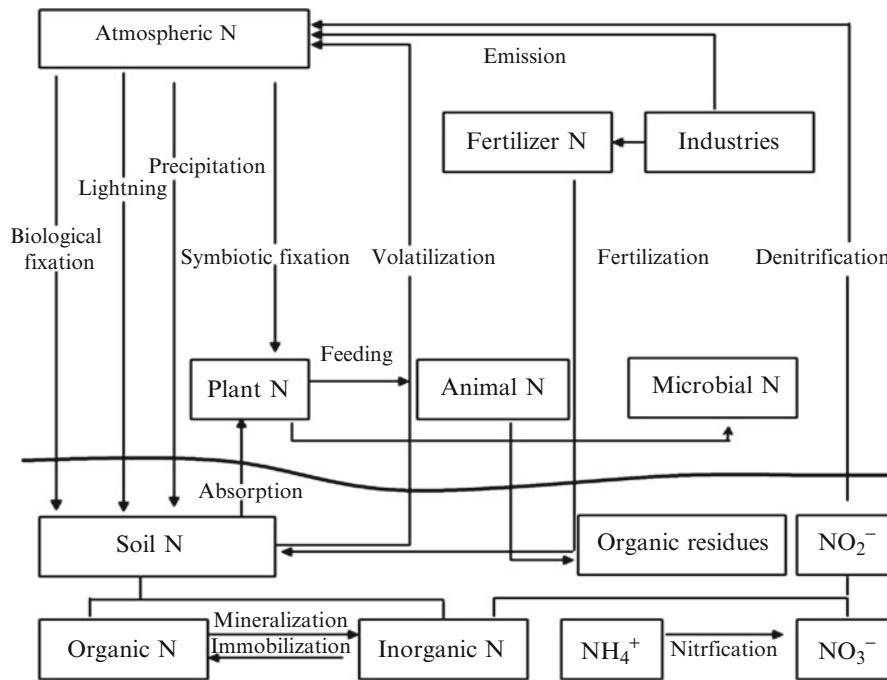 Atmospheric N
Emission
Fertilizer N
Industries
Precipitation
Lightning
Biological
fixation
Symbiotic fixation
Volatilization
Fertilization
Denitrification
Feeding
Plant N
Animal N
Microbial N
Absorption
Soil N
Organic residues
NO₂⁻
Mineralization
Organic N
Immobilization
Inorganic N
NH₄⁺
Nitrfication
NO₃⁻